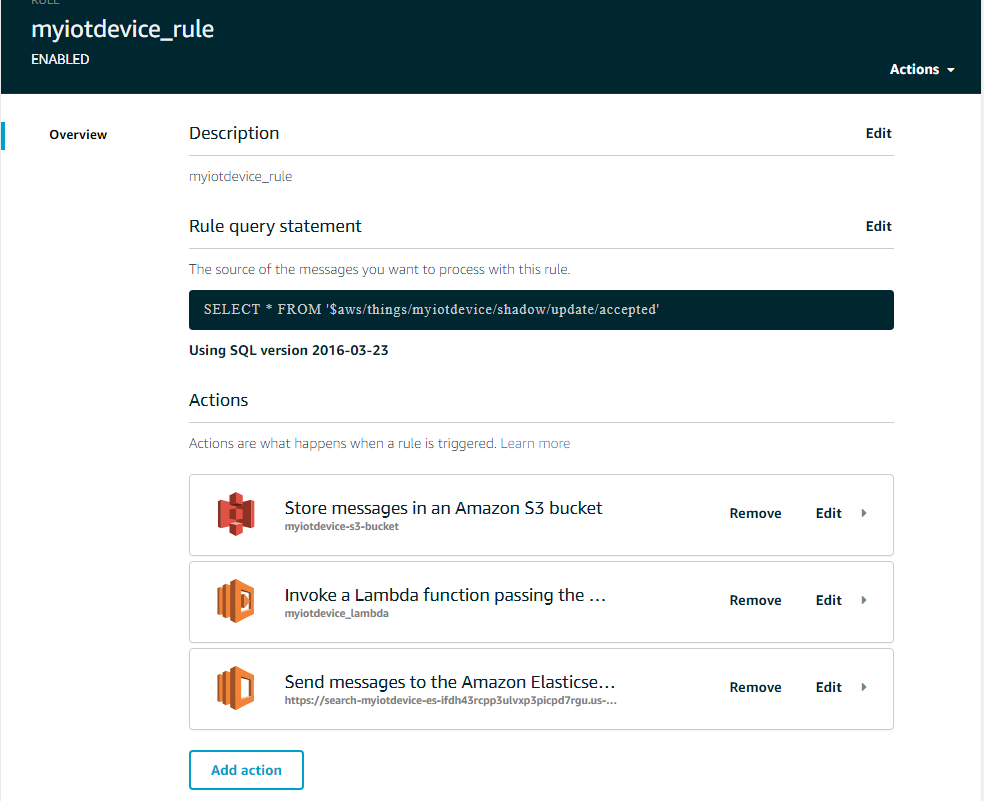 RULE
myiotdevice_rule
ENABLED
Actions
Overview
Description
Edit
myiotdevice_rule
Rule query statement
Edit
The source of the messages you want to process with this rule.
SELECT * FROM '$aws/things/myiotdevice/shadow/update/accepted'
Using SQL version 2016-03-23
Actions
Actions are what happens when a rule is triggered. Learn more
Store messages in an Amazon S3 bucket
myiotdevice-s3-bucket
Remove Edit
Invoke a Lambda function passing the ...
myiotdevice_lambda
Remove Edit
Send messages to the Amazon Elasticse...
https://search-myiotdevice-es-ifdh43rcpp3ulvxp3picpd7rgu.us-...
Remove Edit
Add action